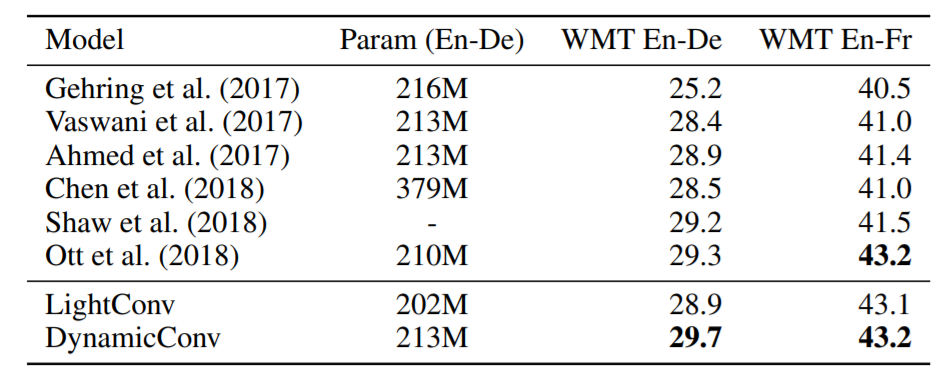 Model Param (En-De) WMT En-De WMT En-Fr
Gehring et al. (2017) 216M 25.2 40.5
Vaswani et al. (2017) 213M 28.4 41.0
Ahmed et al. (2017) 213M 28.9 41.4
Chen et al. (2018) 379M 28.5 41.0
Shaw et al. (2018) - 29.2 41.5
Ott et al. (2018) 210M 29.3 43.2
LightConv 202M 28.9 43.1
DynamicConv 213M 29.7 43.2